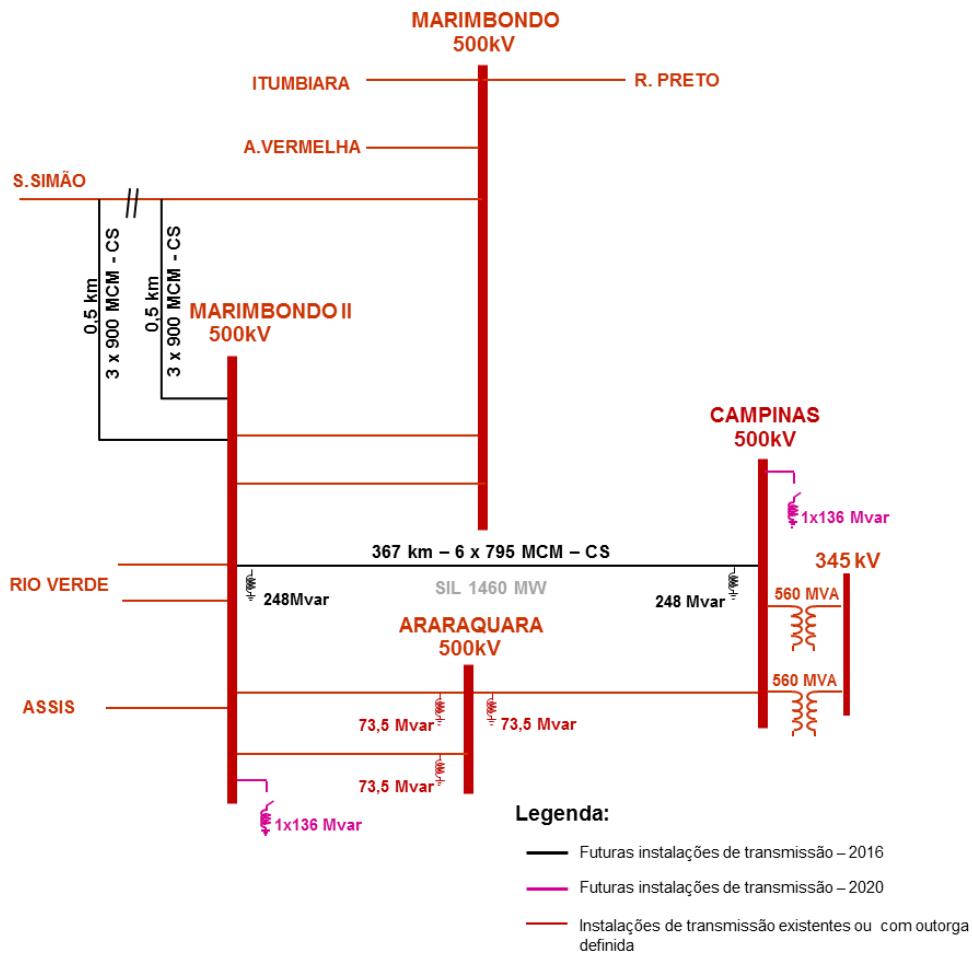 MARIMBONDO
500kV
ITUMBIARA
R. PRETO
A.VERMELHA
S.SIMÃO
0,5 km
3 x 900 MCM - CS
0,5 km
3 x 900 MCM - CS
MARIMBONDO II
500kV
CAMPINAS
500kV
1x136 Mvar
367 km – 6 x 795 MCM – CS
345 kV
RIO VERDE
248Mvar
SIL 1460 MW
248 Mvar
560 MVA
ARARAQUARA
500kV
560 MVA
ASSIS
73,5 Mvar
73,5 Mvar
73,5 Mvar
1x136 Mvar
Legenda:
Futuras instalações de transmissão – 2016
Futuras instalações de transmissão – 2020
Instalações de transmissão existentes ou com outorga
definida